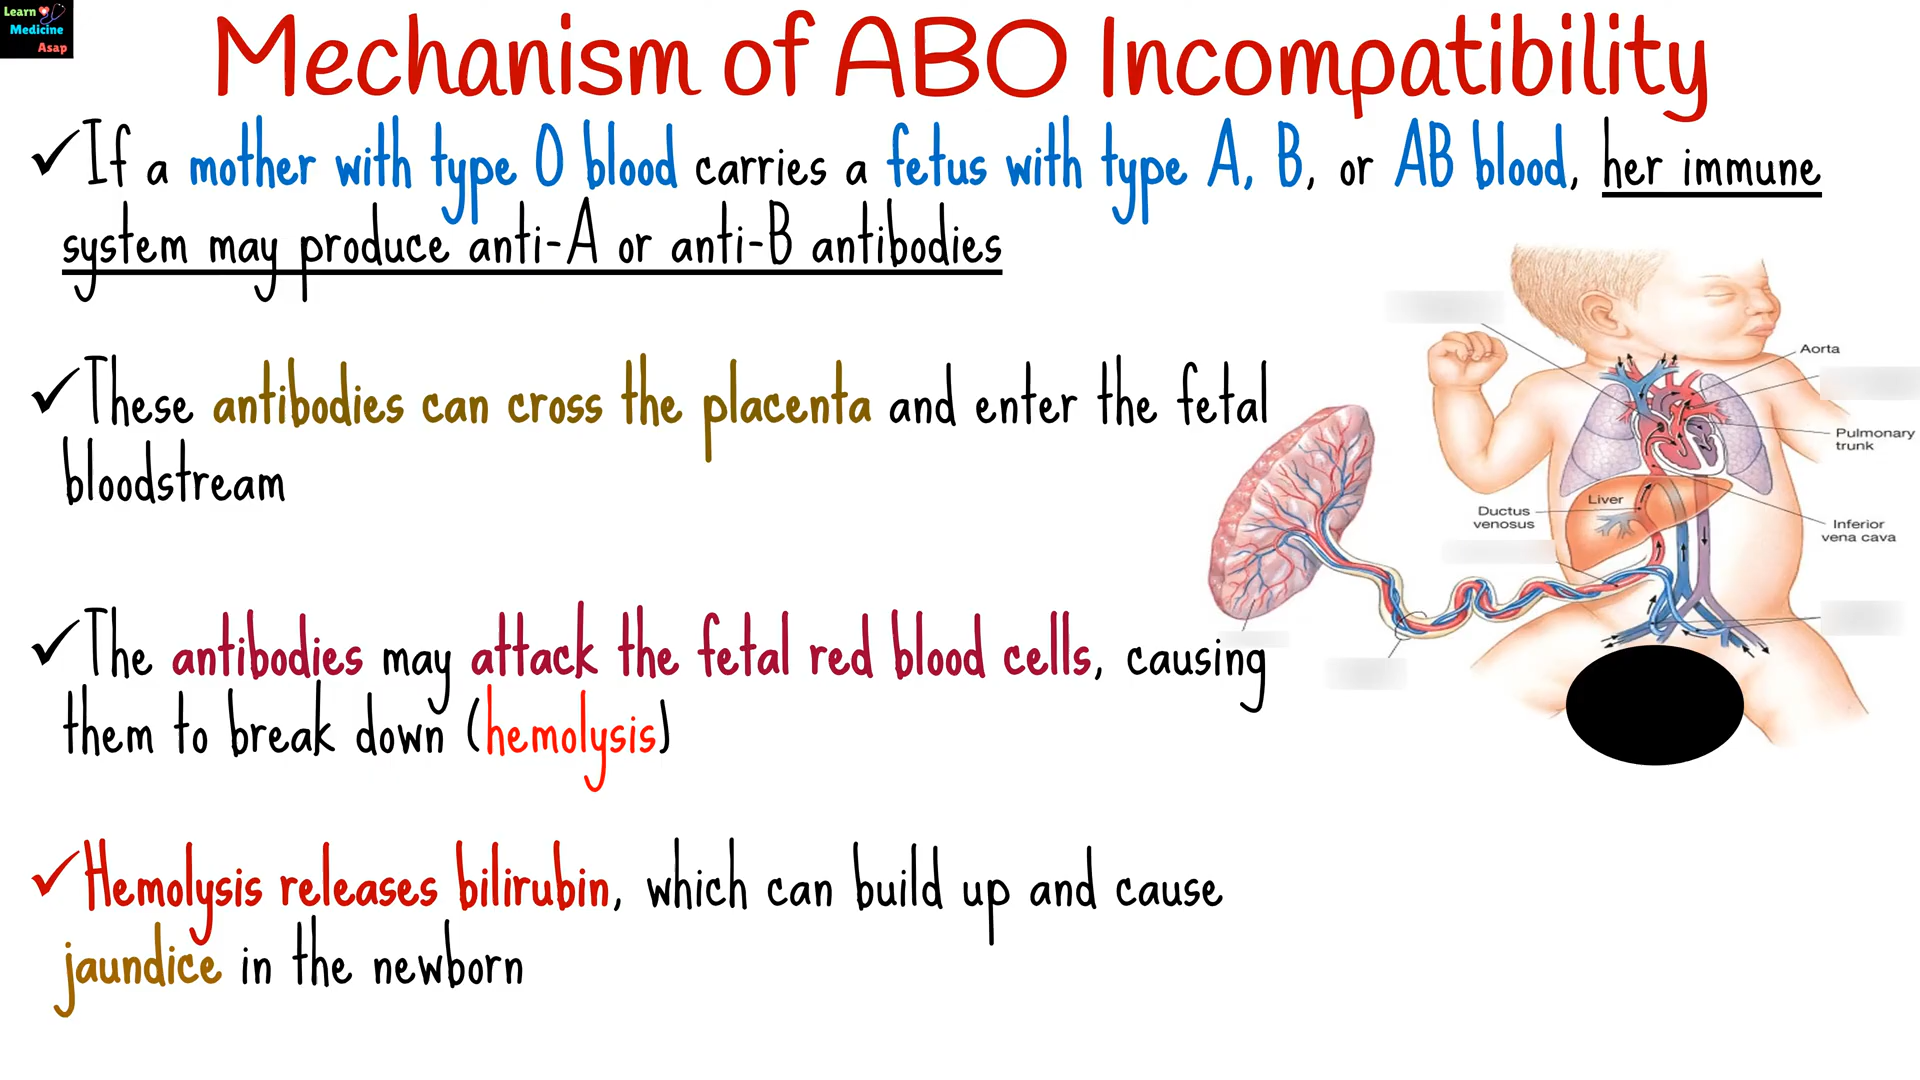 Learn
Medicine
Asap
Mechanism of ABO Incompatibility
If a mother with type O blood carries a fetus with type A, B, or AB blood, her immune
system may produce anti-A or anti-B antibodies
These antibodies can cross the placenta and enter the fetal
bloodstream
The antibodies may attack the fetal red blood cells, causing
them to break down (hemolysis)
Hemolysis releases bilirubin, which can build up and cause
jaundice in the newborn
Aorta
Pulmonary
trunk
Liver
Ductus
venosus
Inferior
vena cava